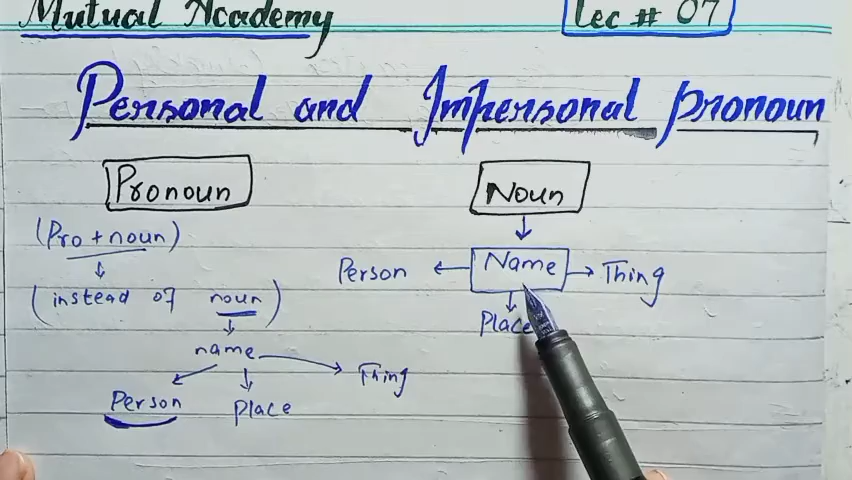 Mutual Academy
Lec # 07
Personal and Impersonal pronoun
Pronoun
(Pro + noun)
(instead of noun)
name
Person
Place
Thing
Noun
Name
Person
Thing
Place